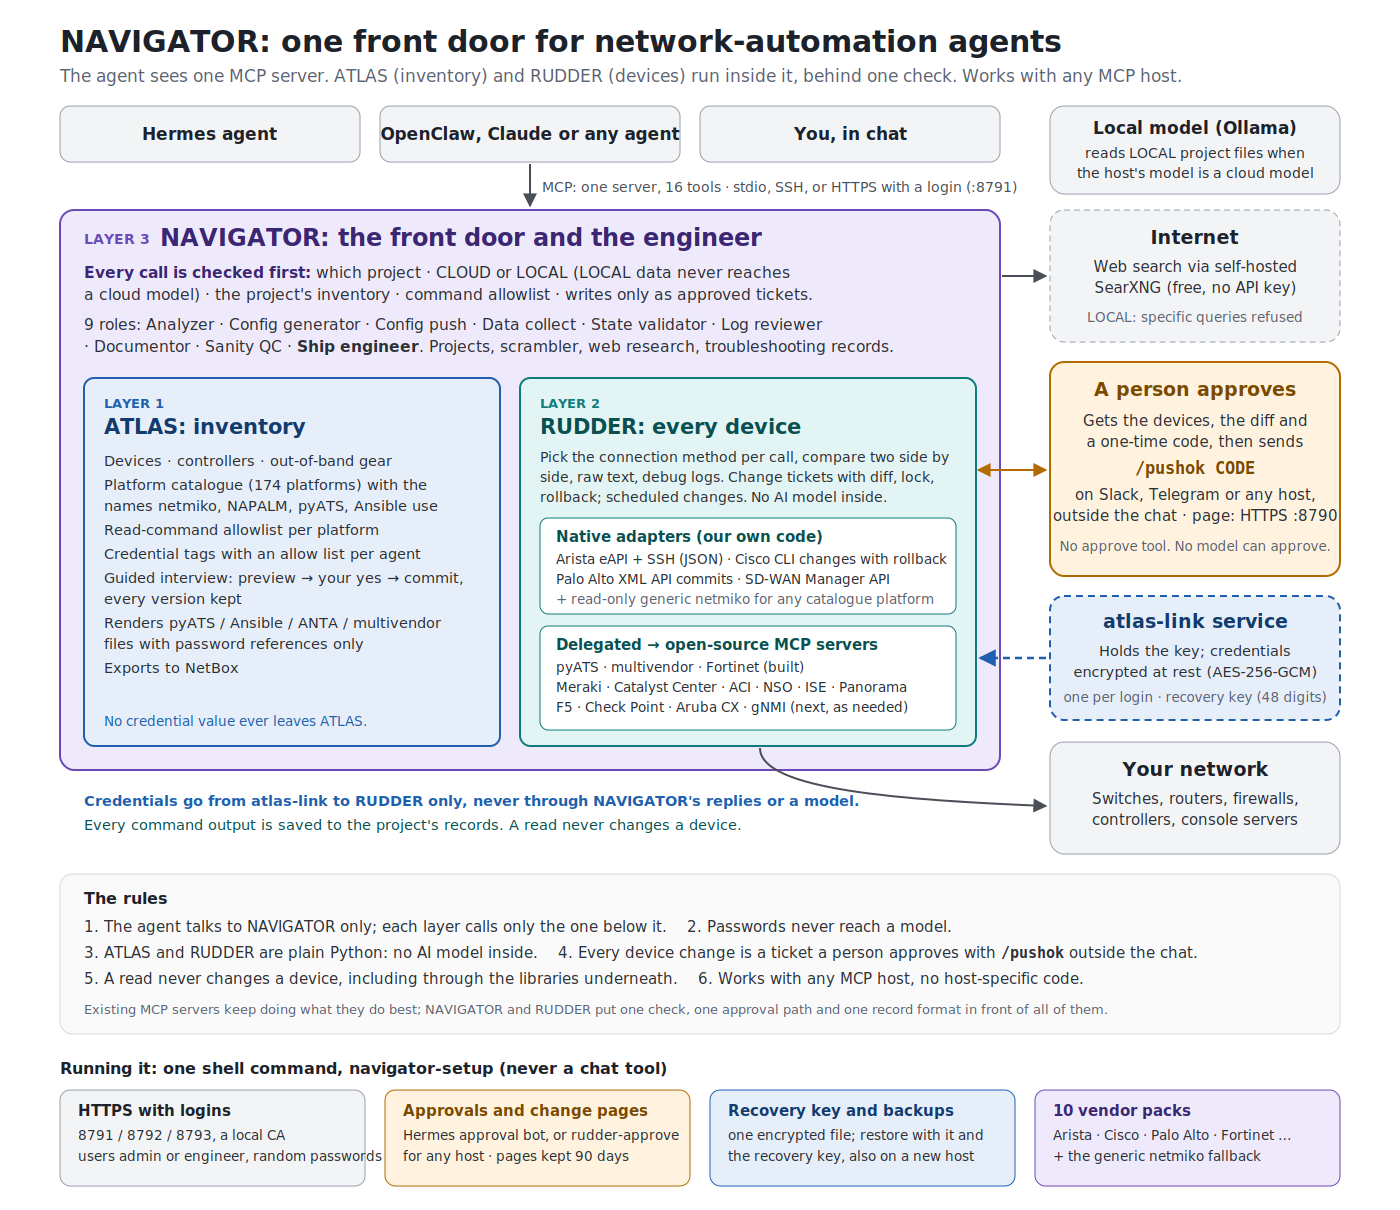 NAVIGATOR: one front door for network-automation agents
The agent sees one MCP server. ATLAS (inventory) and RUDDER (devices) run inside it, behind one check. Works with any MCP host.
Hermes agent
OpenClaw, Claude or any agent
You, in chat
Local model (Ollama)
reads LOCAL project files when
the host's model is a cloud model
MCP: one server, 16 tools · stdio, SSH, or HTTPS with a login (:8791)
LAYER 3 NAVIGATOR: the front door and the engineer
Every call is checked first: which project · CLOUD or LOCAL (LOCAL data never reaches
a cloud model) · the project's inventory · command allowlist · writes only as approved tickets.
9 roles: Analyzer · Config generator · Config push · Data collect · State validator · Log reviewer
· Documentor · Sanity QC · Ship engineer. Projects, scrambler, web research, troubleshooting records.
Internet
Web search via self-hosted
SearXNG (free, no API key)
LOCAL: specific queries refused
LAYER 1
ATLAS: inventory
Devices · controllers · out-of-band gear
Platform catalogue (174 platforms) with the
names netmiko, NAPALM, pyATS, Ansible use
Read-command allowlist per platform
Credential tags with an allow list per agent
Guided interview: preview → your yes → commit,
every version kept
Renders pyATS / Ansible / ANTA / multivendor
files with password references only
Exports to NetBox
No credential value ever leaves ATLAS.
LAYER 2
RUDDER: every device
Pick the connection method per call, compare two side by
side, raw text, debug logs. Change tickets with diff, lock,
rollback; scheduled changes. No AI model inside.
Native adapters (our own code)
Arista eAPI + SSH (JSON) · Cisco CLI changes with rollback
Palo Alto XML API commits · SD-WAN Manager API
+ read-only generic netmiko for any catalogue platform
Delegated → open-source MCP servers
pyATS · multivendor · Fortinet (built)
Meraki · Catalyst Center · ACI · NSO · ISE · Panorama
F5 · Check Point · Aruba CX · gNMI (next, as needed)
A person approves
Gets the devices, the diff and
a one-time code, then sends
/pushok CODE
on Slack, Telegram or any host,
outside the chat · page: HTTPS :8790
No approve tool. No model can approve.
atlas-link service
Holds the key; credentials
encrypted at rest (AES-256-GCM)
one per login · recovery key (48 digits)
Your network
Switches, routers, firewalls,
controllers, console servers
Credentials go from atlas-link to RUDDER only, never through NAVIGATOR's replies or a model.
Every command output is saved to the project's records. A read never changes a device.
The rules
1. The agent talks to NAVIGATOR only; each layer calls only the one below it. 2. Passwords never reach a model.
3. ATLAS and RUDDER are plain Python: no AI model inside. 4. Every device change is a ticket a person approves with /pushok outside the chat.
5. A read never changes a device, including through the libraries underneath. 6. Works with any MCP host, no host-specific code.
Existing MCP servers keep doing what they do best; NAVIGATOR and RUDDER put one check, one approval path and one record format in front of all of them.
Running it: one shell command, navigator-setup (never a chat tool)
HTTPS with logins
8791 / 8792 / 8793, a local CA
users admin or engineer, random passwords
Approvals and change pages
Hermes approval bot, or rudder-approve
for any host · pages kept 90 days
Recovery key and backups
one encrypted file; restore with it and
the recovery key, also on a new host
10 vendor packs
Arista · Cisco · Palo Alto · Fortinet ...
+ the generic netmiko fallback